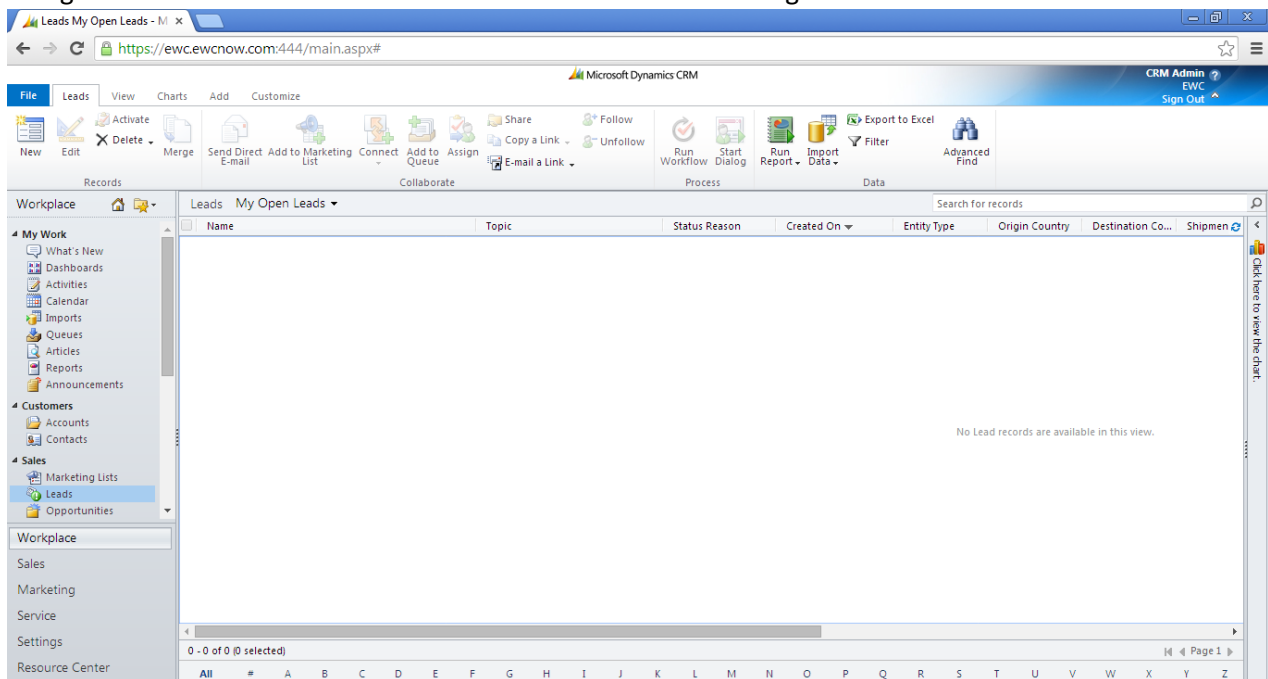 Leads My Open Leads - M
https://ewc.ewcnow.com:444/main.aspx#
Microsoft Dynamics CRM
CRM Admin
EWC
Sign Out
File Leads View Charts Add Customize
New
Edit
Activate
Delete
Merge
Records
Send Direct E-mail
Add to Marketing List
Connect
Add to Queue
Assign
Share
Copy a Link
E-mail a Link
Follow
Unfollow
Collaborate
Run Workflow
Start Dialog
Process
Run Report
Import Data
Export to Excel
Filter
Advanced Find
Data
Workplace
Leads My Open Leads
Search for records
Name Topic Status Reason Created On Entity Type Origin Country Destination Co... Shipmen
My Work
What's New
Dashboards
Activities
Calendar
Imports
Queues
Articles
Reports
Announcements
Customers
Accounts
Contacts
Sales
Marketing Lists
Leads
Opportunities
Workplace
Sales
Marketing
Service
Settings
Resource Center
No Lead records are available in this view.
Click here to view the chart.
0 - 0 of 0 (0 selected)
Page 1
All # A B C D E F G H I J K L M N O P Q R S T U V W X Y Z